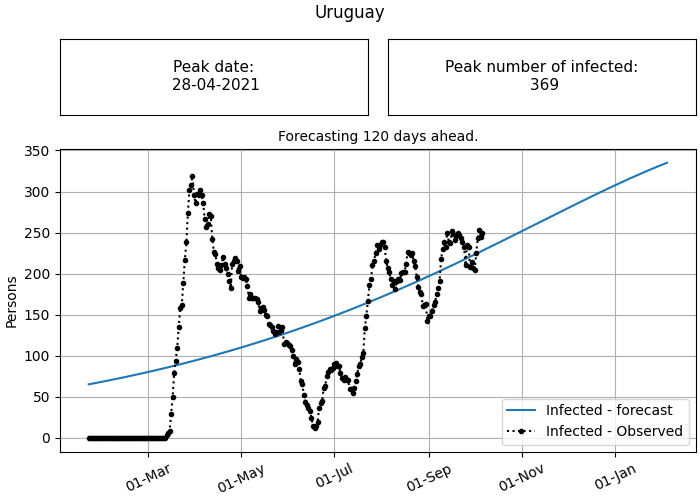 Uruguay
Peak date:
28-04-2021
Peak number of infected:
369
Forecasting 120 days ahead.
Persons
350
300
250
200
150
100
50
0
01-Mar
01-May
01-Jul
01-Sep
01-Nov
01-Jan
Infected - forecast
Infected - Observed